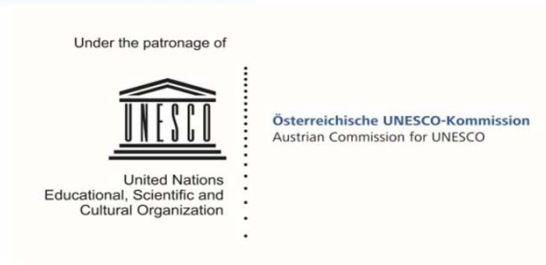 Under the patronage of
UNESCO
United Nations
Educational, Scientific and
Cultural Organization
Österreichische UNESCO-Kommission
Austrian Commission for UNESCO